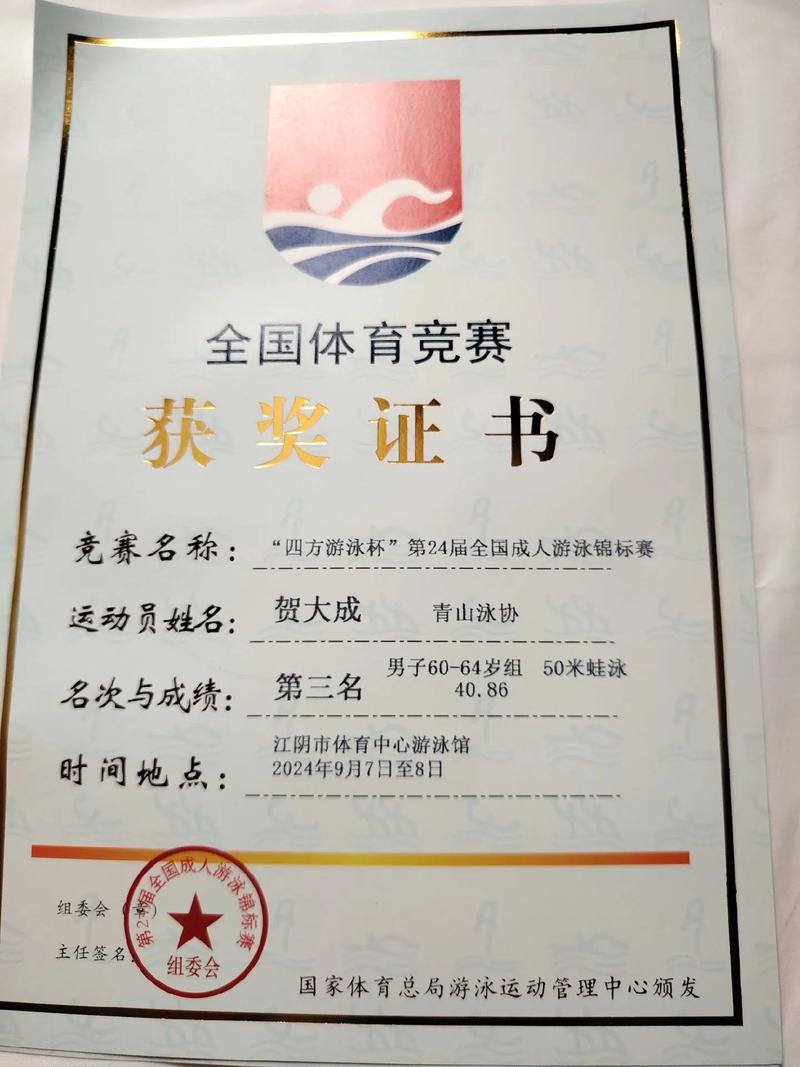 全国体育竞赛
获奖证书
竞赛名称： “四方游泳杯”第24届全国成人游泳锦标赛
运动员姓名： 贺大成 青山泳协
名次与成绩： 第三名 男子60-64岁组 50米蛙泳
40.86
时间地点： 江阴市体育中心游泳馆
2024年9月7日至8日
组委会（章）
主任签名：
第24届全国成人游泳锦标赛
组委会
国家体育总局游泳运动管理中心颁发